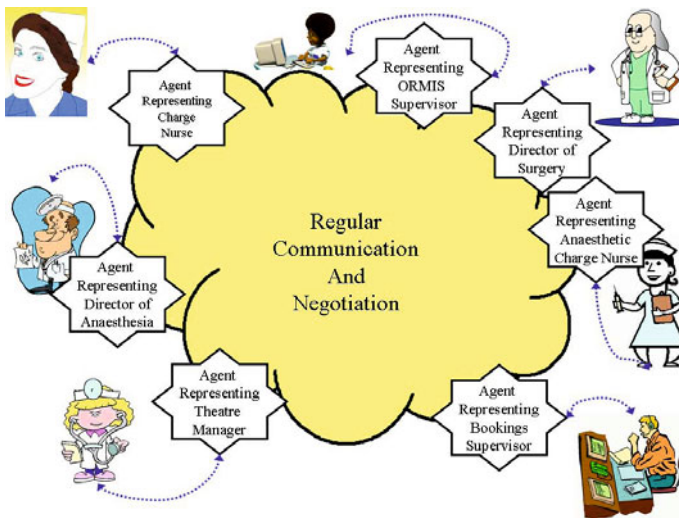 Agent
Representing
Charge
Nurse
Agent
Representing
ORMIS
Supervisor
Agent
Representing
Director of
Surgery
Agent
Representing
Anaesthetic
Charge Nurse
Regular
Communication
And
Negotiation
Agent
Representing
Director of
Anaesthesia
Agent
Representing
Theatre
Manager
Agent
Representing
Bookings
Supervisor